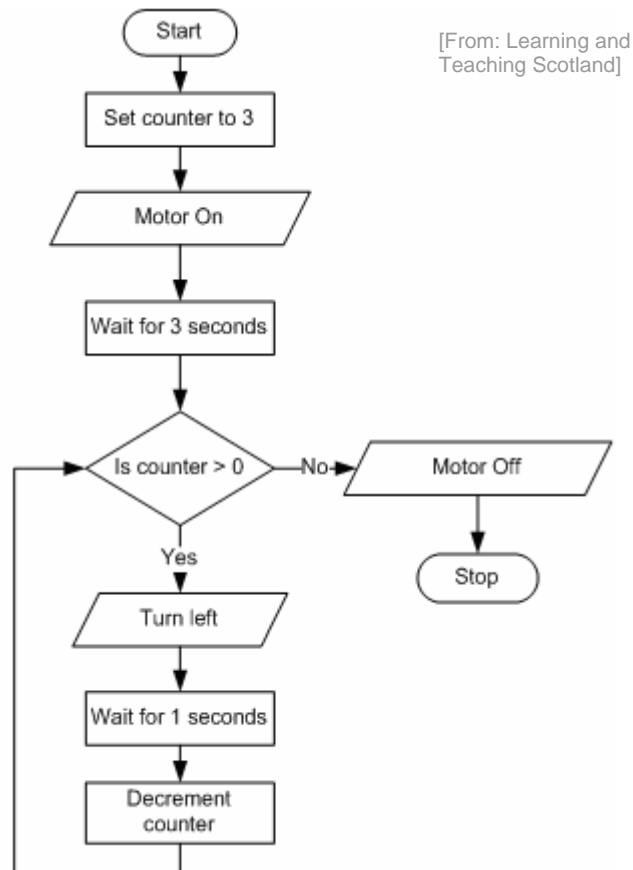 Start
[From: Learning and
Teaching Scotland]
Set counter to 3
Motor On
Wait for 3 seconds
Is counter > 0
No
Motor Off
Yes
Stop
Turn left
Wait for 1 seconds
Decrement
counter